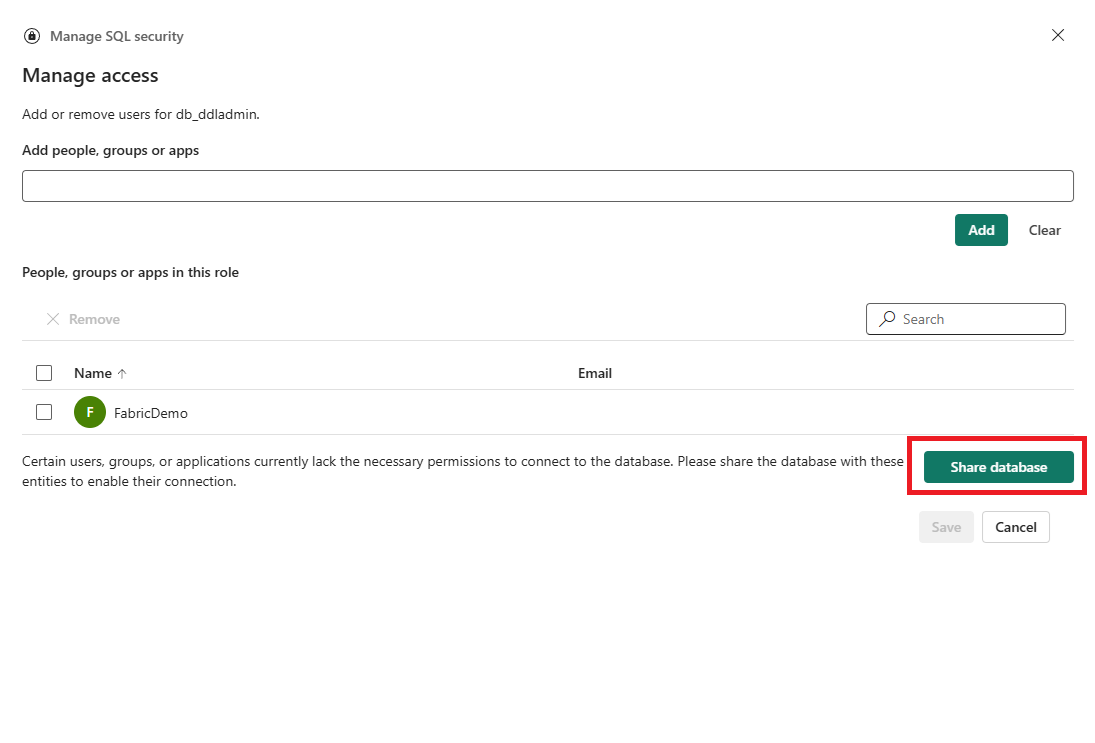 Manage SQL security
Manage access
Add or remove users for db_ddladmin.
Add people, groups or apps
Add
Clear
People, groups or apps in this role
Remove
Search
Name
Email
F
FabricDemo
Certain users, groups, or applications currently lack the necessary permissions to connect to the database. Please share the database with these
entities to enable their connection.
Share database
Save
Cancel